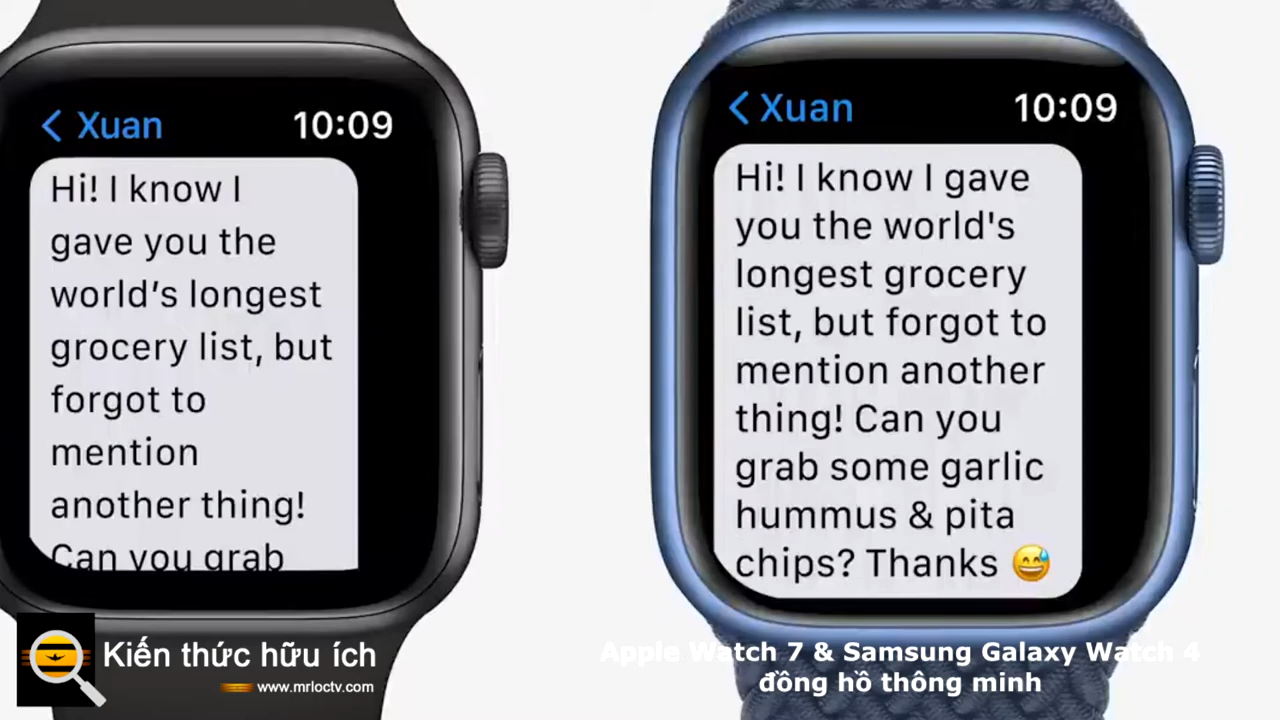 < Xuan 10:09
Hi! I know I
gave you the
world’s longest
grocery list, but
forgot to
mention
another thing!
Can you grab
< Xuan 10:09
Hi! I know I gave
you the world's
longest grocery
list, but forgot to
mention another
thing! Can you
grab some garlic
hummus & pita
chips? Thanks 😅
Kiến thức hữu ích
www.mrloctv.com
Apple Watch 7 & Samsung Galaxy Watch 4
đồng hồ thông minh